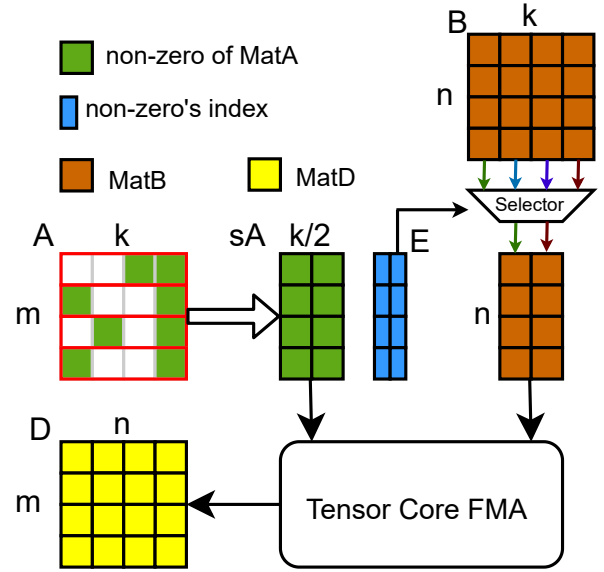 B k
non-zero of MatA
n
non-zero's index
MatB
MatD
Selector
A k sA k/2 E
m
n
D n
m
Tensor Core FMA